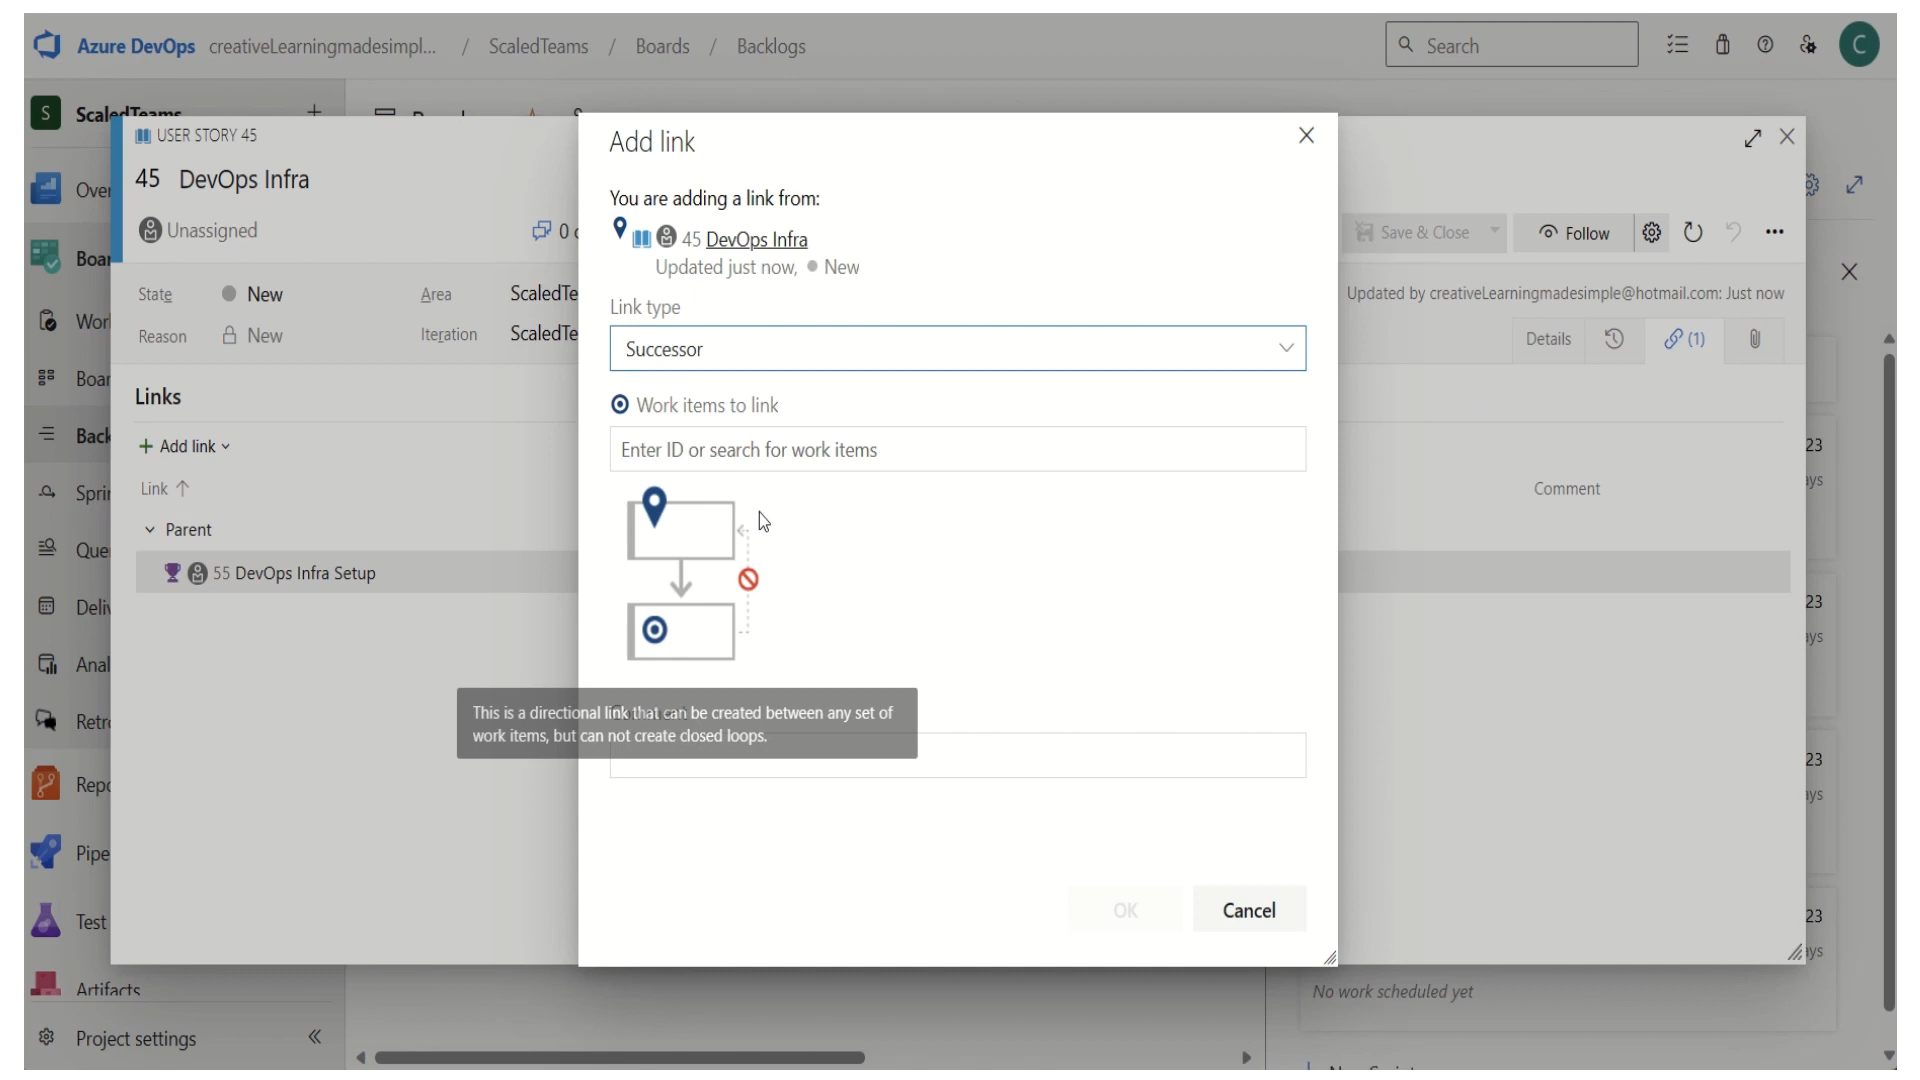 Azure DevOps creativeLearningmadesimpl... / ScaledTeams / Boards / Backlogs
Search
C
S
USER STORY 45
45 DevOps Infra
Unassigned
0
State New
Area
Reason New
Iteration
Links
+ Add link
Link ↑
Parent
55 DevOps Infra Setup
Artifacts
Project settings
Add link
You are adding a link from:
45 DevOps Infra
Updated just now, New
Link type
Successor
Work items to link
Enter ID or search for work items
This is a directional link that can be created between any set of
work items, but can not create closed loops.
OK
Cancel
Save & Close
Follow
Updated by creativeLearningmadesimple@hotmail.com: Just now
Details
(1)
Comment
23
23
23
23
No work scheduled yet